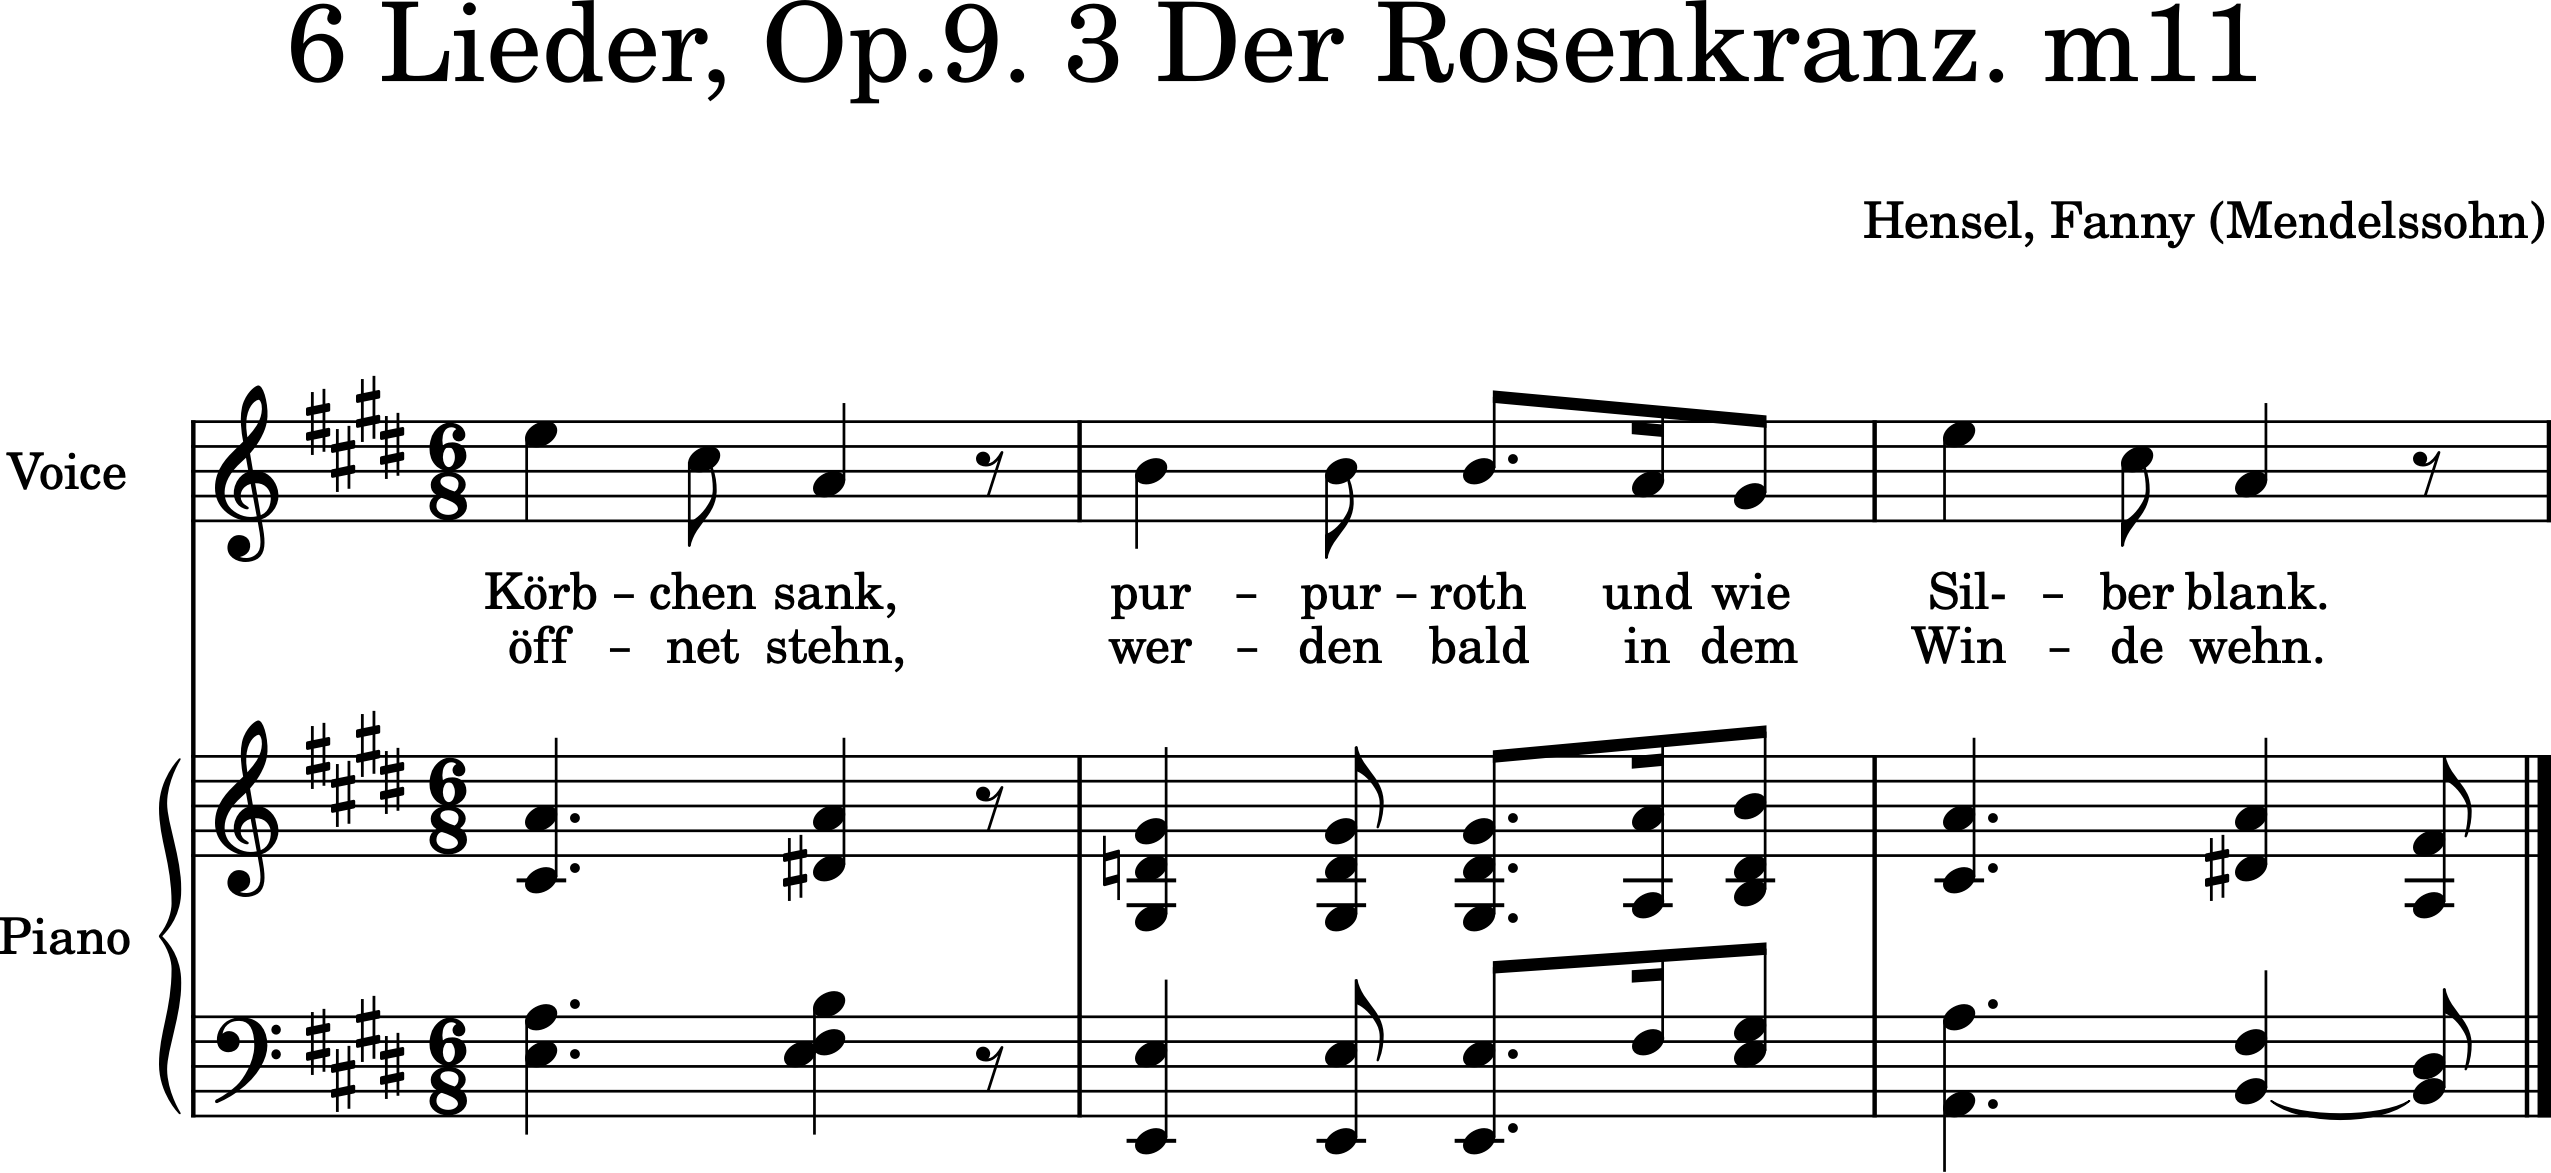 6 Lieder, Op.9. 3 Der Rosenkranz. m11
Hensel, Fanny (Mendelssohn)
Voice
Körb – chen sank, pur – pur – roth und wie Sil- – ber blank.
öff – net stehn, wer – den bald in dem Win – de wehn.
Piano